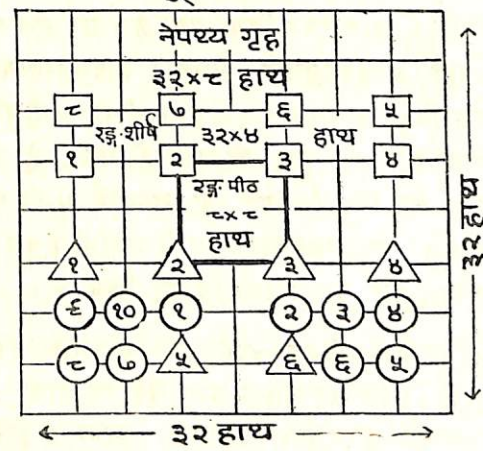 नेपथ्य गृह
३२×८ हाथ
८ ७ ६ ५
रङ्ग·शीर्ष ३२×४ हाथ
१ २ ३ ४
रङ्ग· पीठ
८×८
हाथ
१ २ ३ ४
९ १० १ २ ३ ४
८ ७ ५ ६ ६ ५
३२ हाथ
३२ हाथ